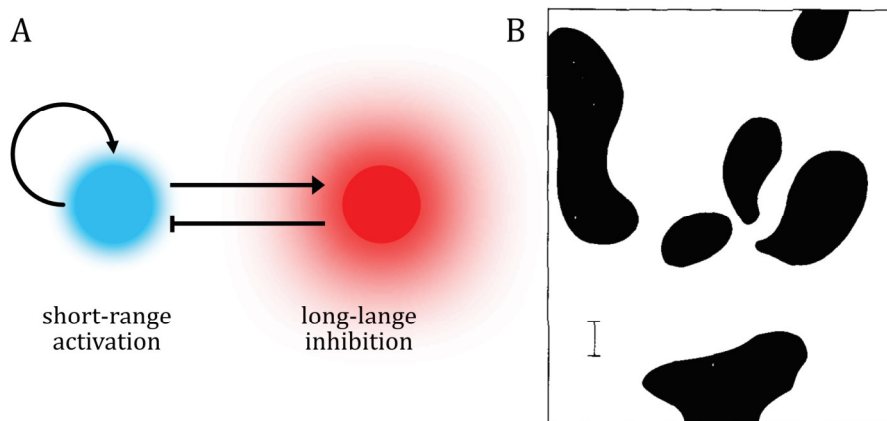 A
B
short-range
activation
long-lange
inhibition